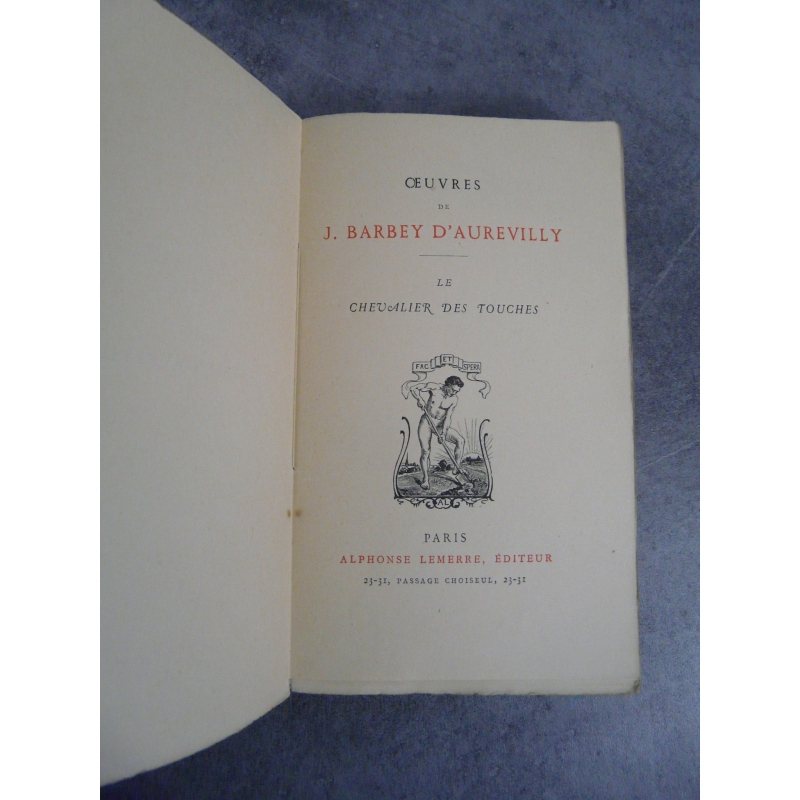 ŒUVRES
DE
J. BARBEY D'AUREVILLY
LE
CHEVALIER DES TOUCHES
FAC ET SPERA
AL
PARIS
ALPHONSE LEMERRE, ÉDITEUR
23-31, PASSAGE CHOISEUL, 23-31